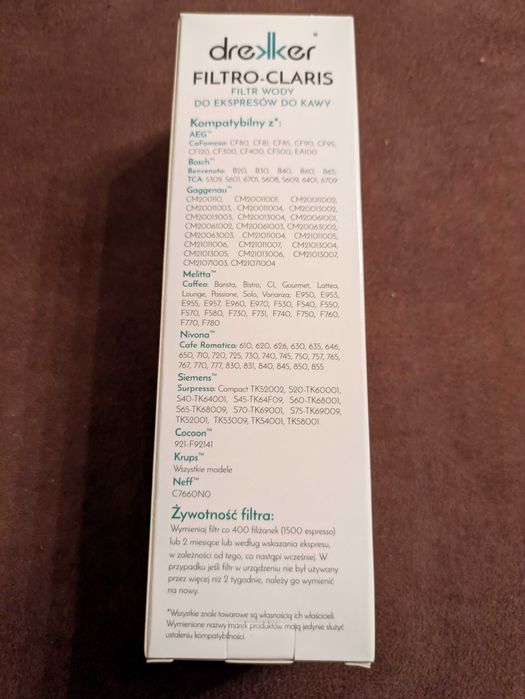 drekker
FILTRO-CLARIS
FILTR WODY
DO EKSPRESÓW DO KAWY
Kompatybilny z*:
AEG™
CaFamosa: CF80, CF81, CF85, CF90, CF95,
CF120, CF300, CF400, CF500; EA100
Bosch™
Benvenuto: B20, B30, B40, B60, B65;
TCA: 5309, 5601, 6701, 5608, 5609, 6401, 6709
Gaggenau™
CM200110, CM20011001, CM20011002,
CM20011003, CM20011004, CM20013002,
CM20013003, CM20013004, CM20061001,
CM20061002, CM20061003, CM20063002,
CM20063003, CM21011004, CM21011005,
CM21011006, CM21011007, CM21013004,
CM21013005, CM21013006, CM21013007,
CM21071003, CM21071004
Melitta™
Caffeo: Barista, Bistro, CI, Gourmet, Lattea,
Lounge, Passione, Solo, Varianza; E950, E953,
E955, E957, E960, E970, F530, F540, F550,
F570, F580, F730, F731, F740, F750, F760,
F770, F780
Nivona™
Cafe Romatica: 610, 620, 626, 630, 635, 646,
650, 710, 720, 725, 730, 740, 745, 750, 757, 765,
767, 770, 777, 830, 831, 840, 845, 850, 855
Siemens™
Surpresso: Compact TK52002, S20-TK60001,
S40-TK64001, S45-TK64F09, S60-TK68001,
S65-TK68009, S70-TK69001, S75-TK69009,
TK52001, TK53009, TK54001, TK58001
Cocoon™
921-F92141
Krups™
Wszystkie modele
Neff™
C7660N0
Żywotność filtra:
Wymieniaj filtr co 400 filiżanek (1500 espresso)
lub 2 miesiące lub według wskazania ekspresu,
w zależności od tego, co nastąpi wcześniej. W
przypadku jeśli filtr w urządzeniu nie był używany
przez więcej niż 2 tygodnie, należy go wymienić
na nowy.
*Wszystkie znaki towarowe są własnością ich właścicieli.
Wymienione nazwy marek produktów mają jedynie służyć
ustaleniu kompatybilności.